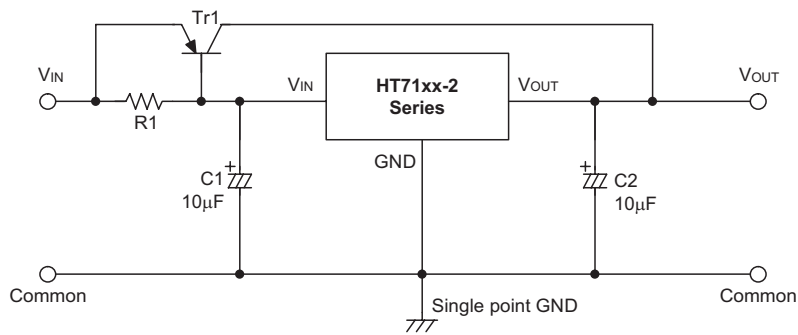 Tr1
VIN
R1
VIN
HT71xx-2
Series
VOUT
VOUT
GND
C1
10μF
C2
10μF
Common
Common
Single point GND